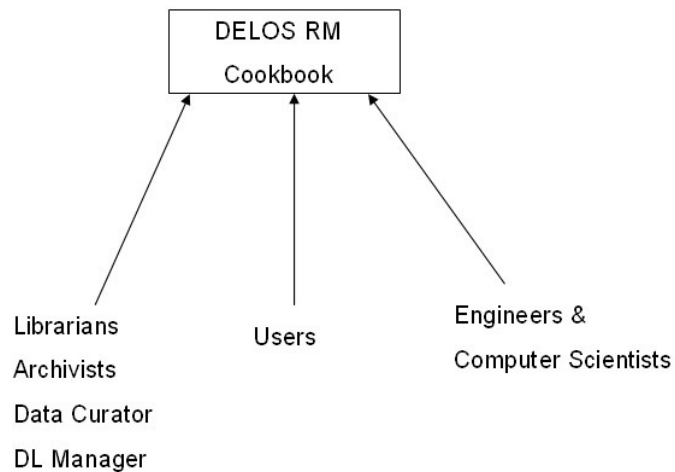 DELOS RM
Cookbook
Librarians
Archivists
Data Curator
DL Manager
Users
Engineers &
Computer Scientists